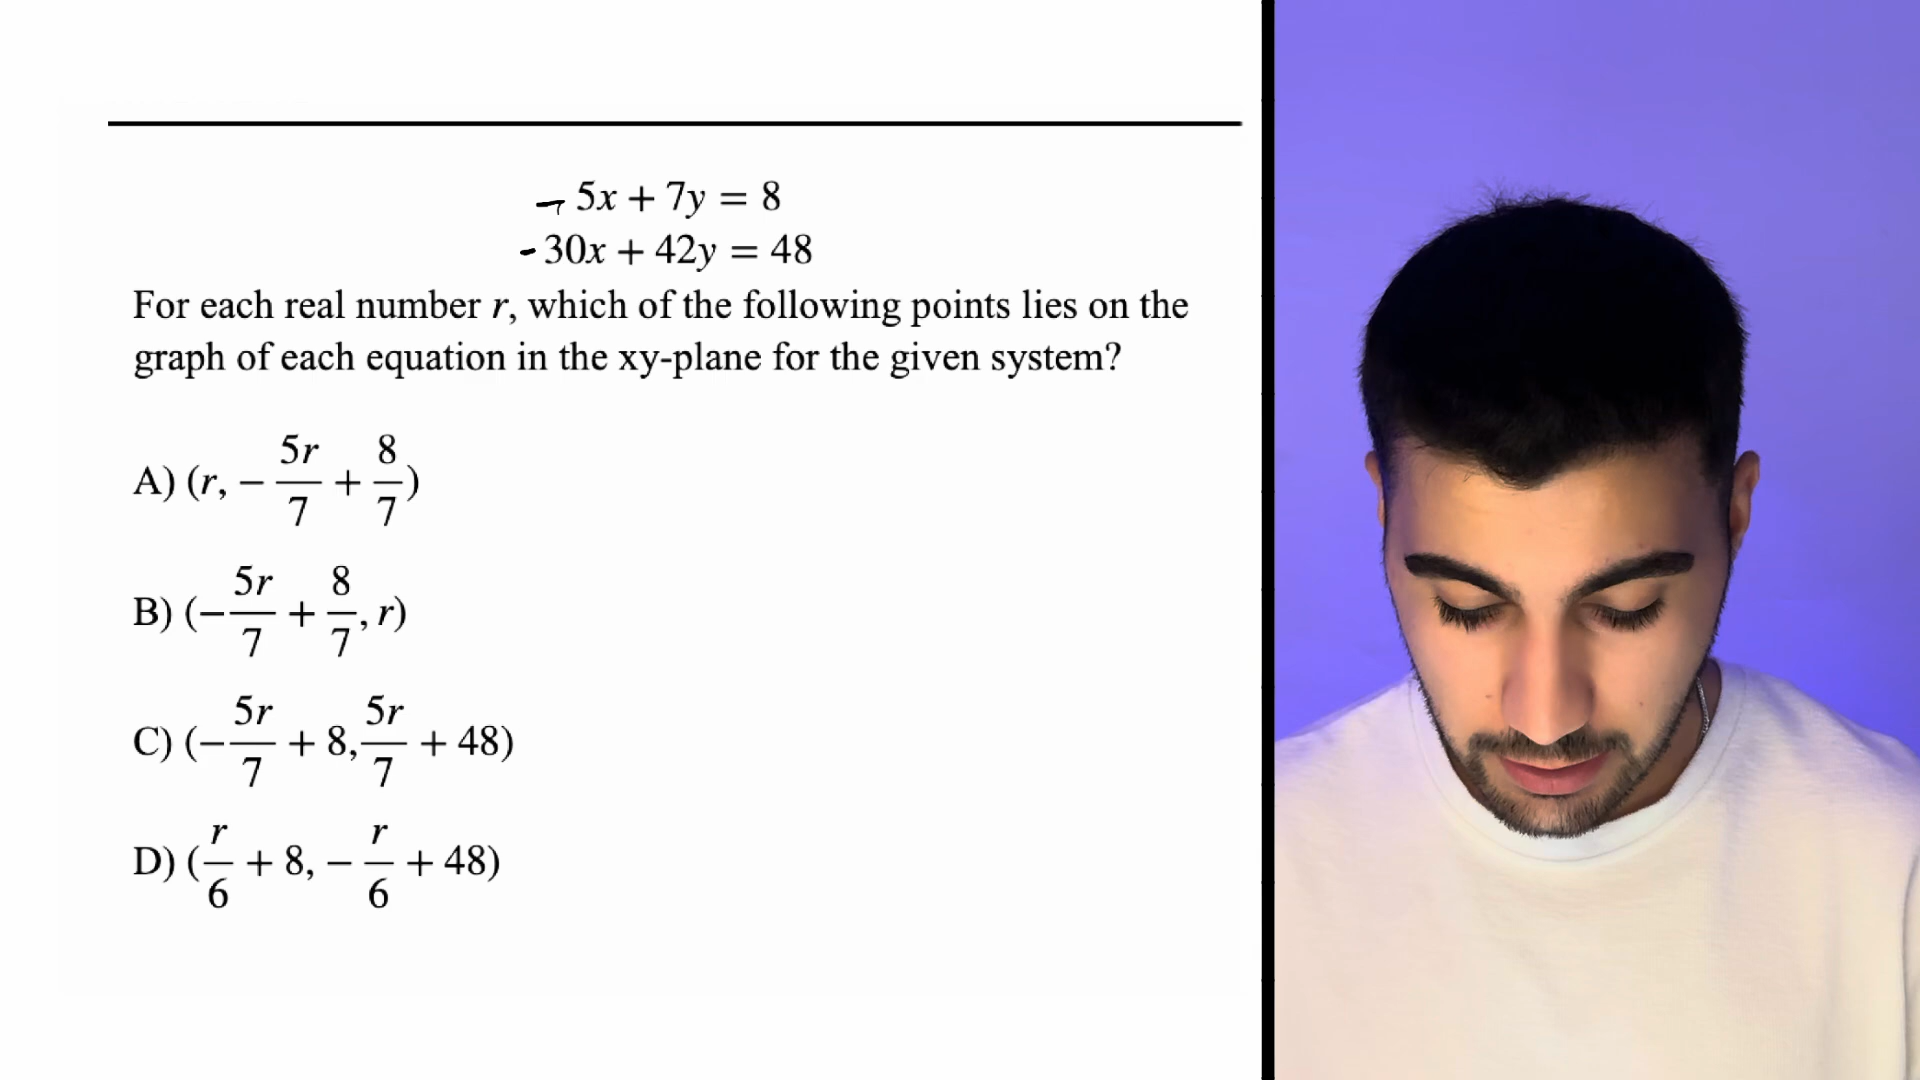 - 5x + 7y = 8
- 30x + 42y = 48
For each real number r, which of the following points lies on the
graph of each equation in the xy-plane for the given system?
A) (r, − 5r/7 + 8/7)
B) (− 5r/7 + 8/7, r)
C) (− 5r/7 + 8, 5r/7 + 48)
D) (r/6 + 8, − r/6 + 48)